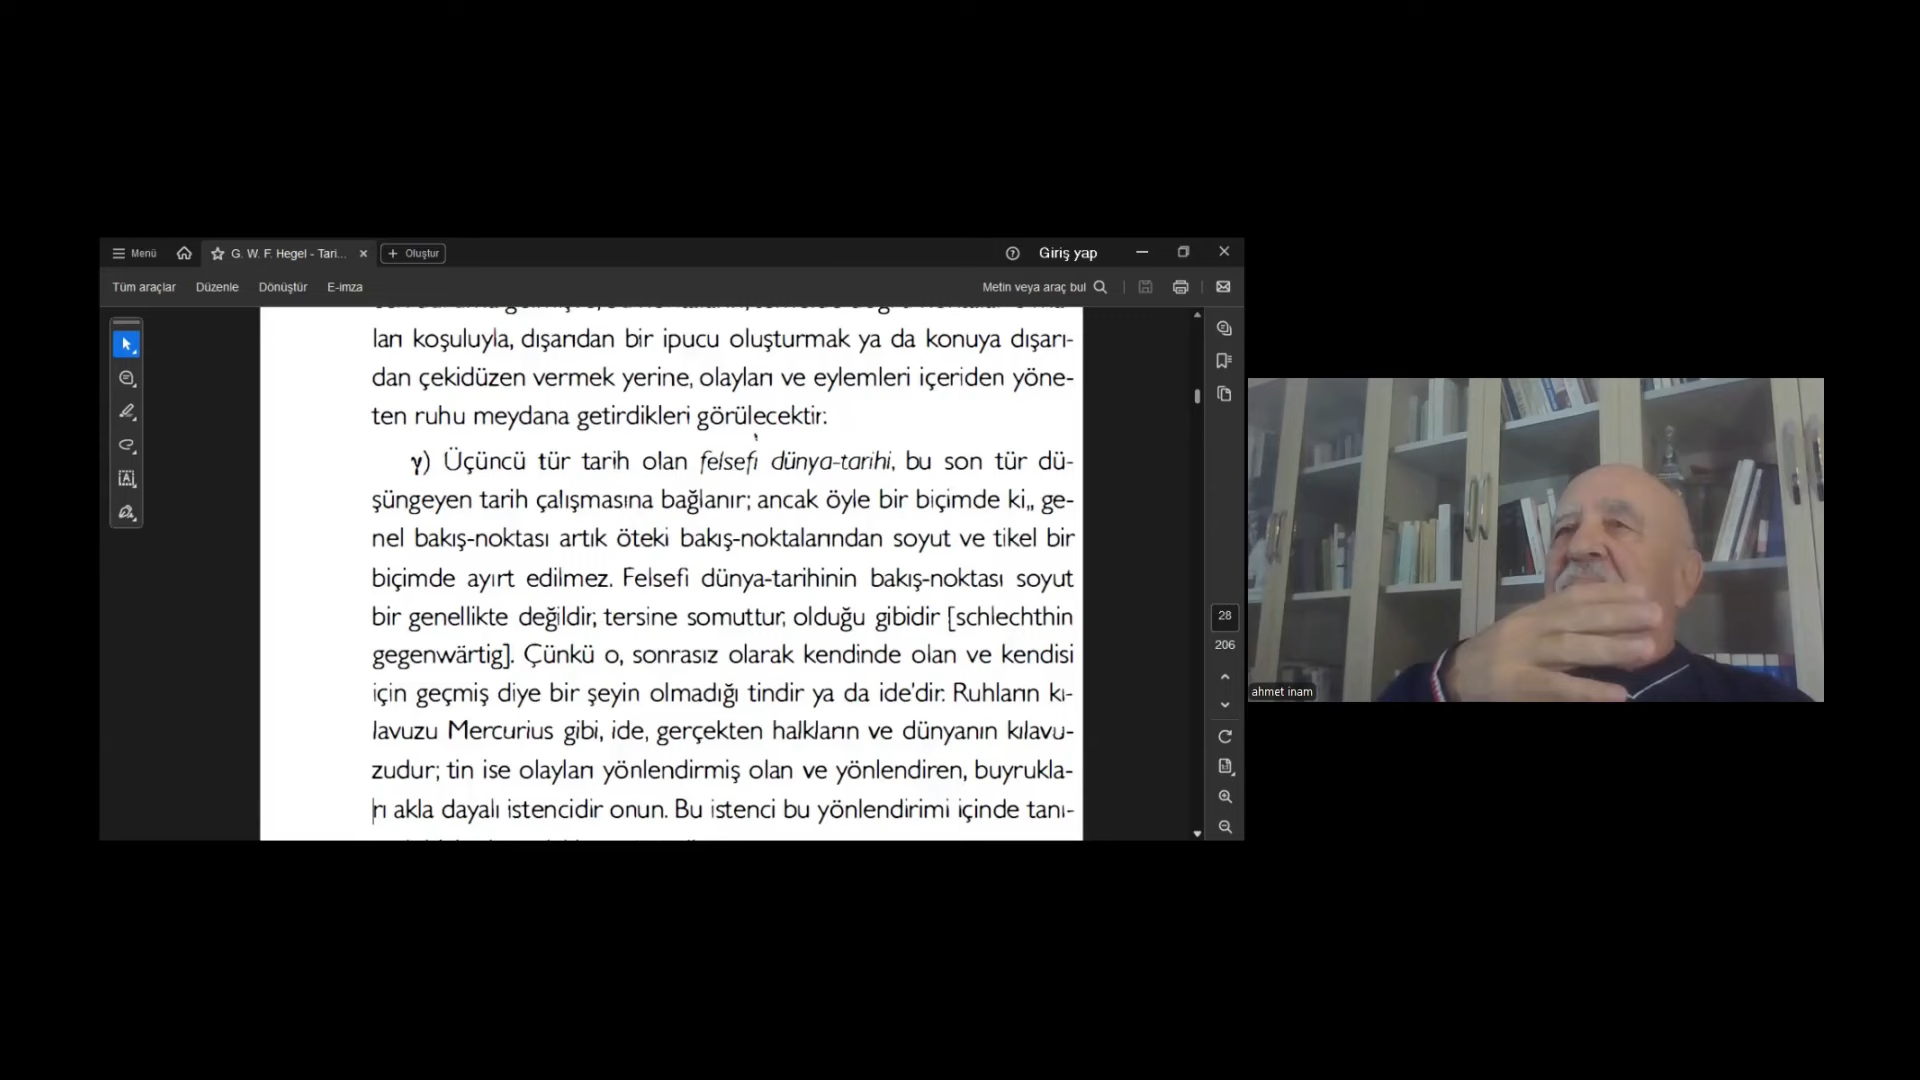 Menü
G. W. F. Hegel - Tari...
Oluştur
Giriş yap
Tüm araçlar
Düzenle
Dönüştür
E-imza
Metin veya araç bul
ları koşuluyla, dışarıdan bir ipucu oluşturmak ya da konuya dışarı-
dan çekidüzen vermek yerine, olayları ve eylemleri içeriden yöne-
ten ruhu meydana getirdikleri görülecektir.
γ) Üçüncü tür tarih olan felsefi dünya-tarihi, bu son tür dü-
şüngeyen tarih çalışmasına bağlanır; ancak öyle bir biçimde ki,, ge-
nel bakış-noktası artık öteki bakış-noktalarından soyut ve tikel bir
biçimde ayırt edilmez. Felsefi dünya-tarihinin bakış-noktası soyut
bir genellikte değildir, tersine somuttur, olduğu gibidir [schlechthin
gegenwärtig]. Çünkü o, sonrasız olarak kendinde olan ve kendisi
için geçmiş diye bir şeyin olmadığı tindir ya da ide'dir. Ruhların kı-
lavuzu Mercurius gibi, ide, gerçekten halkların ve dünyanın kılavu-
zudur; tin ise olayları yönlendirmiş olan ve yönlendiren, buyrukla-
rı akla dayalı istencidir onun. Bu istenci bu yönlendirimi içinde tanı-
28
206
ahmet inam